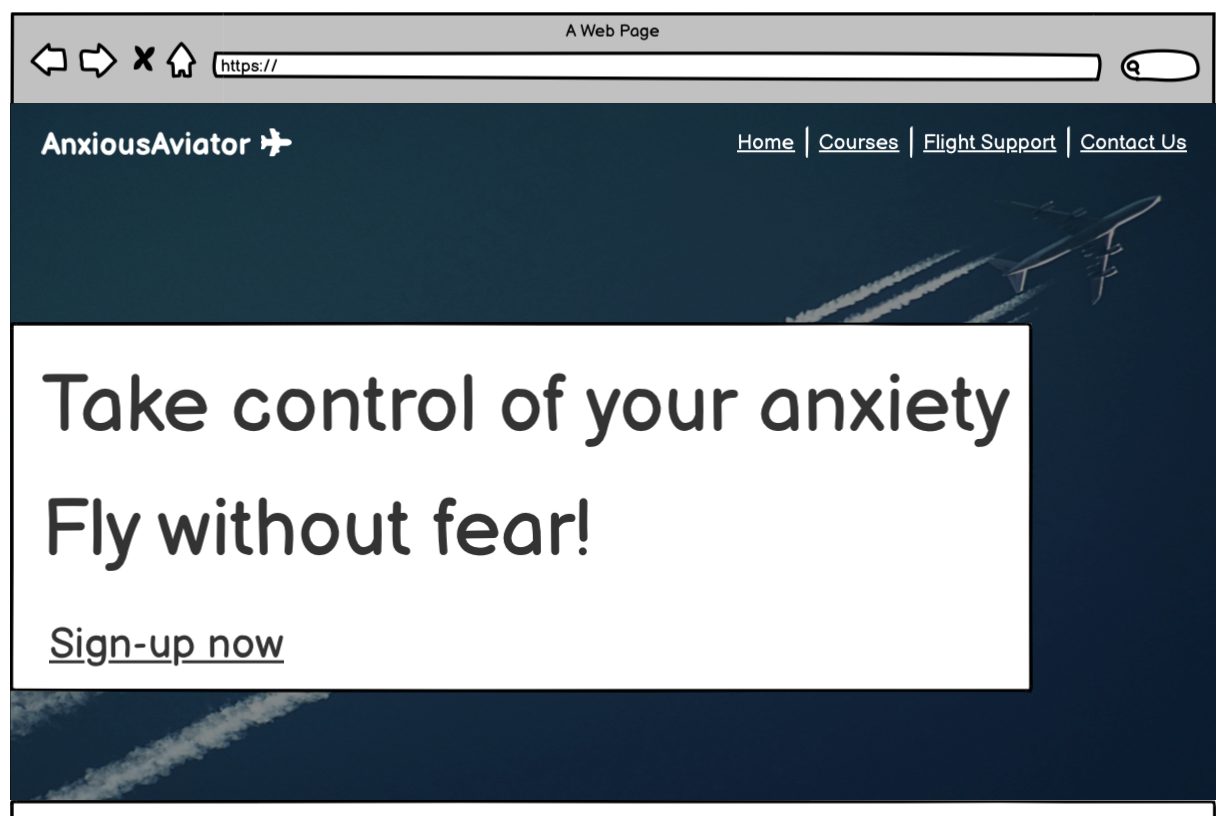 A Web Page
https://
AnxiousAviator
Home | Courses | Flight Support | Contact Us
Take control of your anxiety
Fly without fear!
Sign-up now